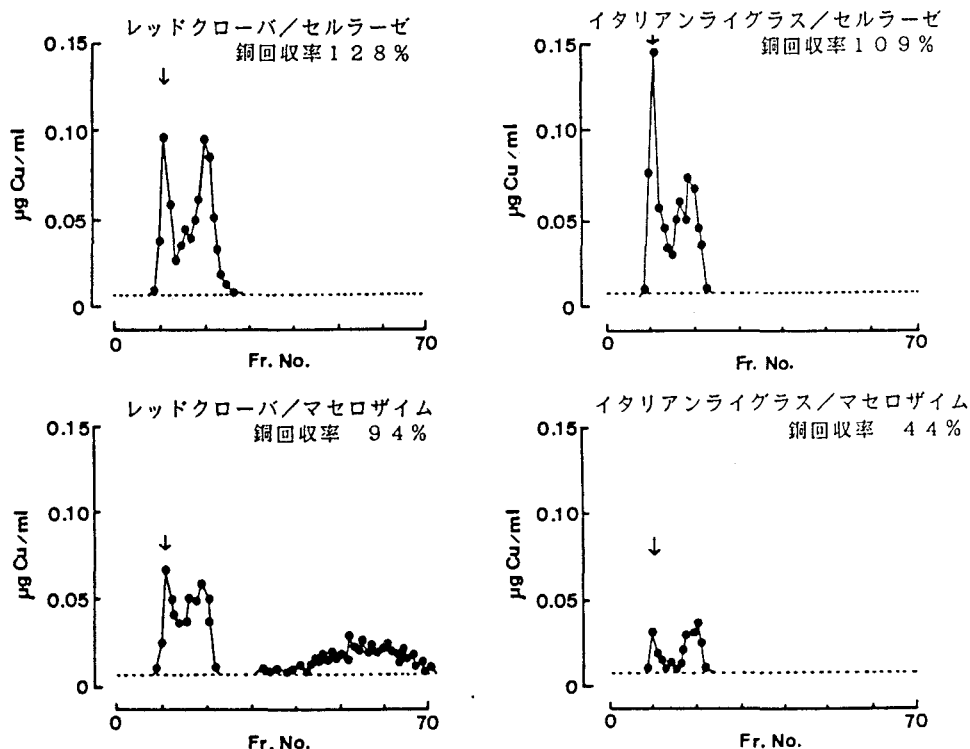 レッドクローバ/セルラーゼ
銅回収率128%
0.15
0.10
0.05
0
µg Cu/ml
0
70
Fr. No.
イタリアンライグラス/セルラーゼ
銅回収率109%
0.15
0.10
0.05
0
µg Cu/ml
0
70
Fr. No.
レッドクローバ/マセロザイム
銅回収率 94%
0.15
0.10
0.05
0
µg Cu/ml
0
70
Fr. No.
イタリアンライグラス/マセロザイム
銅回収率 44%
0.15
0.10
0.05
0
µg Cu/ml
0
70
Fr. No.